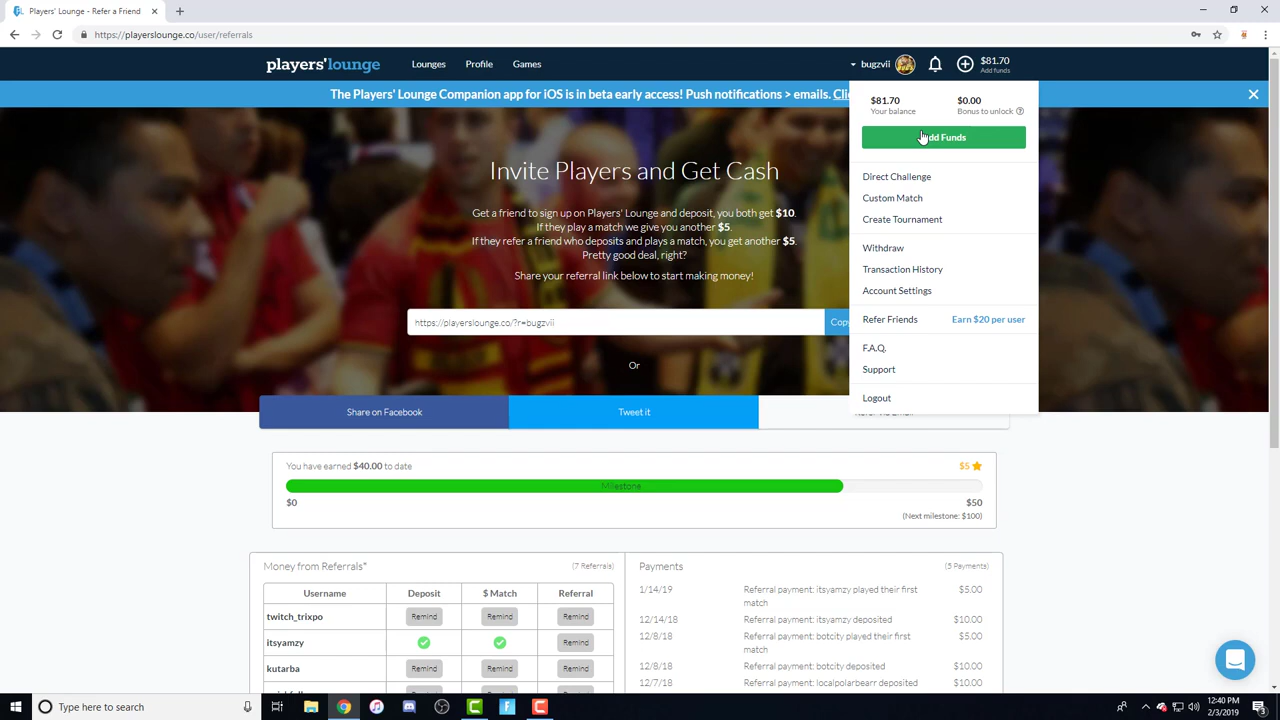 Players' Lounge - Refer a Friend
https://playerslounge.co/user/referrals
players'lounge
Lounges
Profile
Games
bugzvii
$81.70
Add funds
The Players' Lounge Companion app for iOS is in beta early access! Push notifications > emails.
$81.70
$0.00
Your balance
Bonus to unlock
Funds
Invite Players and Get Cash
Get a friend to sign up on Players' Lounge and deposit, you both get $10.
If they play a match we give you another $5.
If they refer a friend who deposits and plays a match, you get another $5.
Pretty good deal, right?
Share your referral link below to start making money!
https://playerslounge.co/?r=bugzvii
Or
Direct Challenge
Custom Match
Create Tournament
Withdraw
Transaction History
Account Settings
Refer Friends
Earn $20 per user
F.A.Q.
Support
Logout
Share on Facebook
Tweet it
You have earned $40.00 to date
$5
Milestone
$0
$50
(Next milestone: $100)
Money from Referrals*
(7 Referrals)
Username
Deposit
$ Match
Referral
twitch_trixpo
Remind
Remind
Remind
itsyamzy
Remind
kutarba
Remind
Remind
Remind
Payments
(5 Payments)
1/14/19
Referral payment: itsyamzy played their first
match
$5.00
12/14/18
Referral payment: itsyamzy deposited
$10.00
12/8/18
Referral payment: botcity played their first
match
$5.00
12/8/18
Referral payment: botcity deposited
$10.00
12/7/18
Referral payment: localpolarbearr deposited
$10.00
Type here to search
12:40 PM
2/3/2019
3